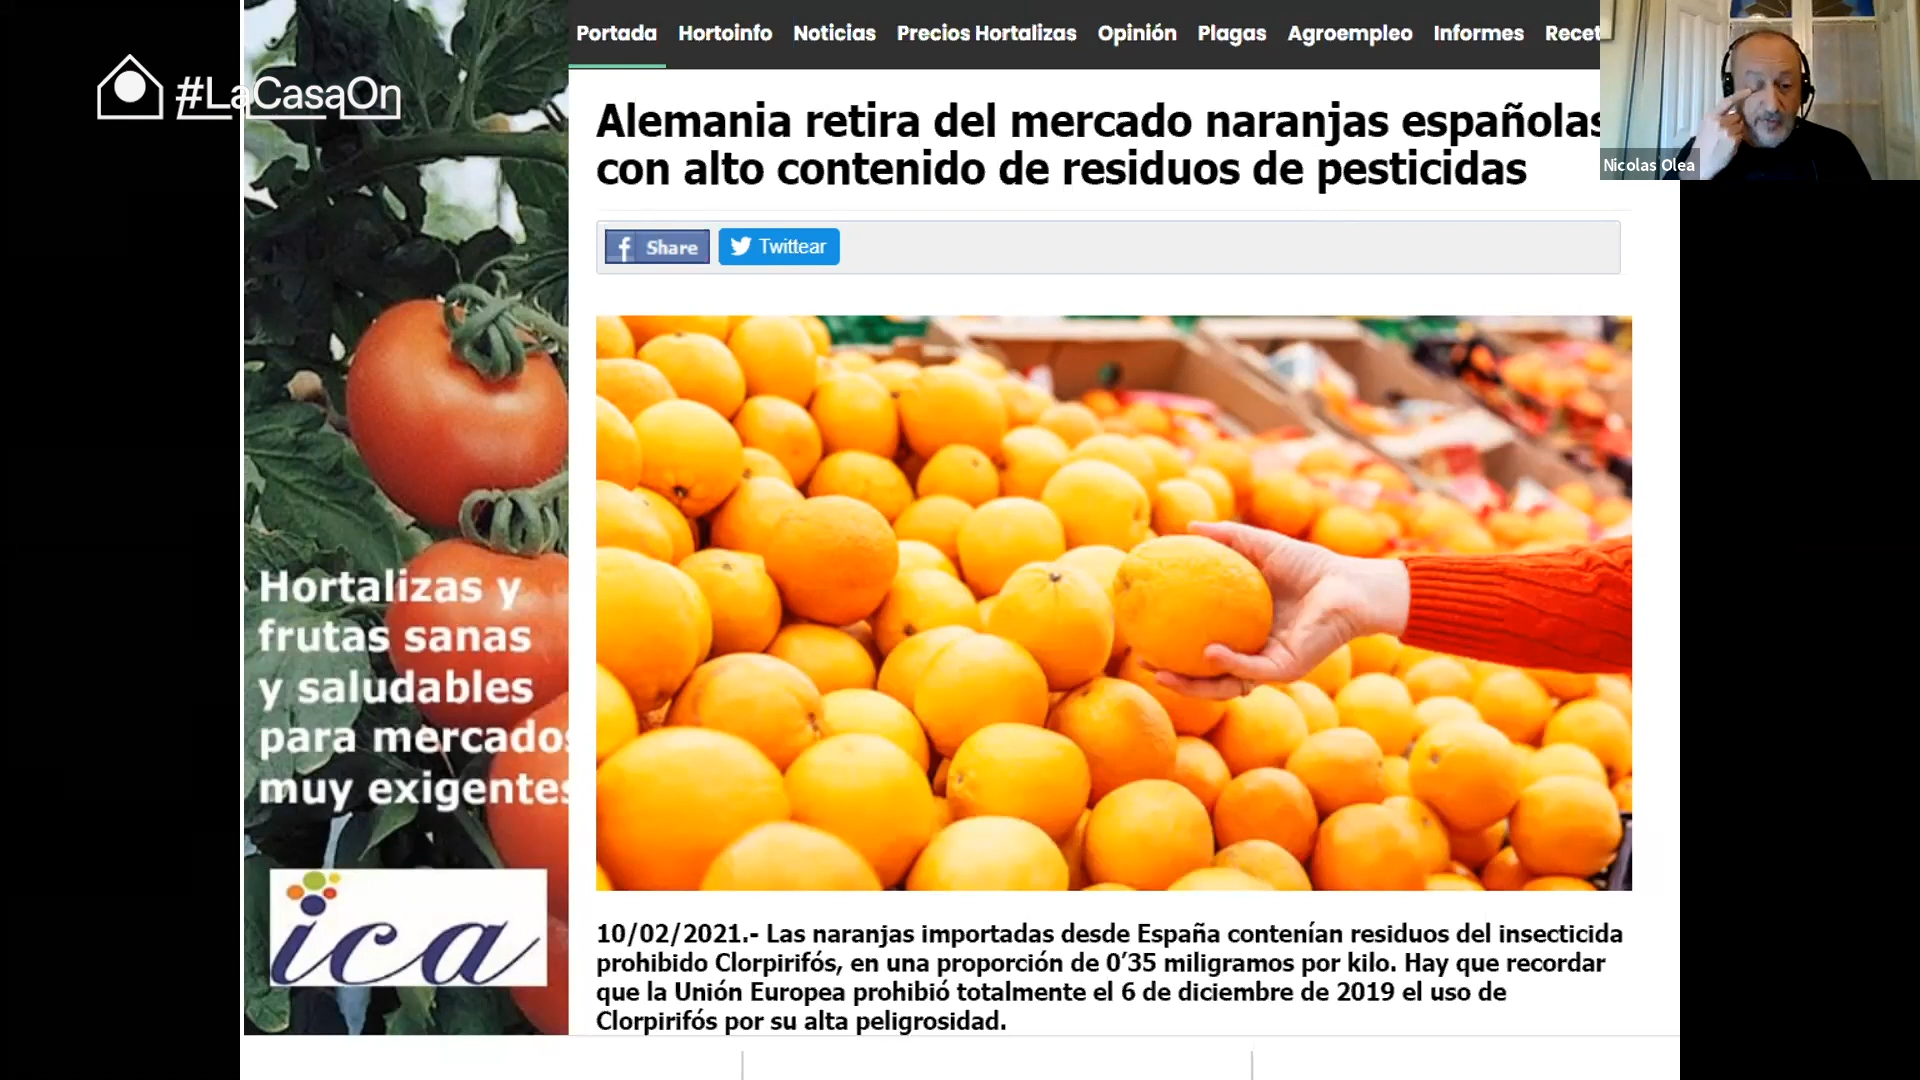 #LaCasaOn
Portada Hortoinfo Noticias Precios Hortalizas Opinión Plagas Agroempleo Informes Recet
Alemania retira del mercado naranjas españolas
con alto contenido de residuos de pesticidas
Nicolas Olea
f Share Twittear
Hortalizas y
frutas sanas
y saludables
para mercados
muy exigentes
ica
10/02/2021.- Las naranjas importadas desde España contenían residuos del insecticida
prohibido Clorpirifós, en una proporción de 0’35 miligramos por kilo. Hay que recordar
que la Unión Europea prohibió totalmente el 6 de diciembre de 2019 el uso de
Clorpirifós por su alta peligrosidad.